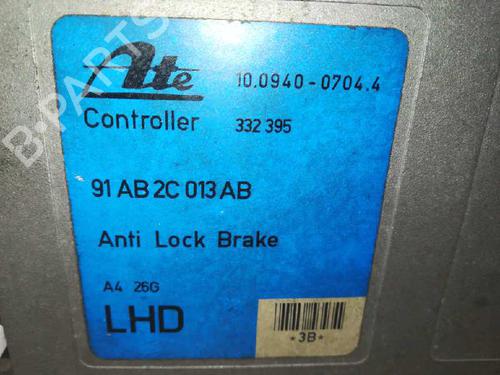 Ate 10.0940-0704.4
Controller 332 395
91 AB 2C 013 AB
Anti Lock Brake
A4 26G
LHD
*3B*
B-PARTS